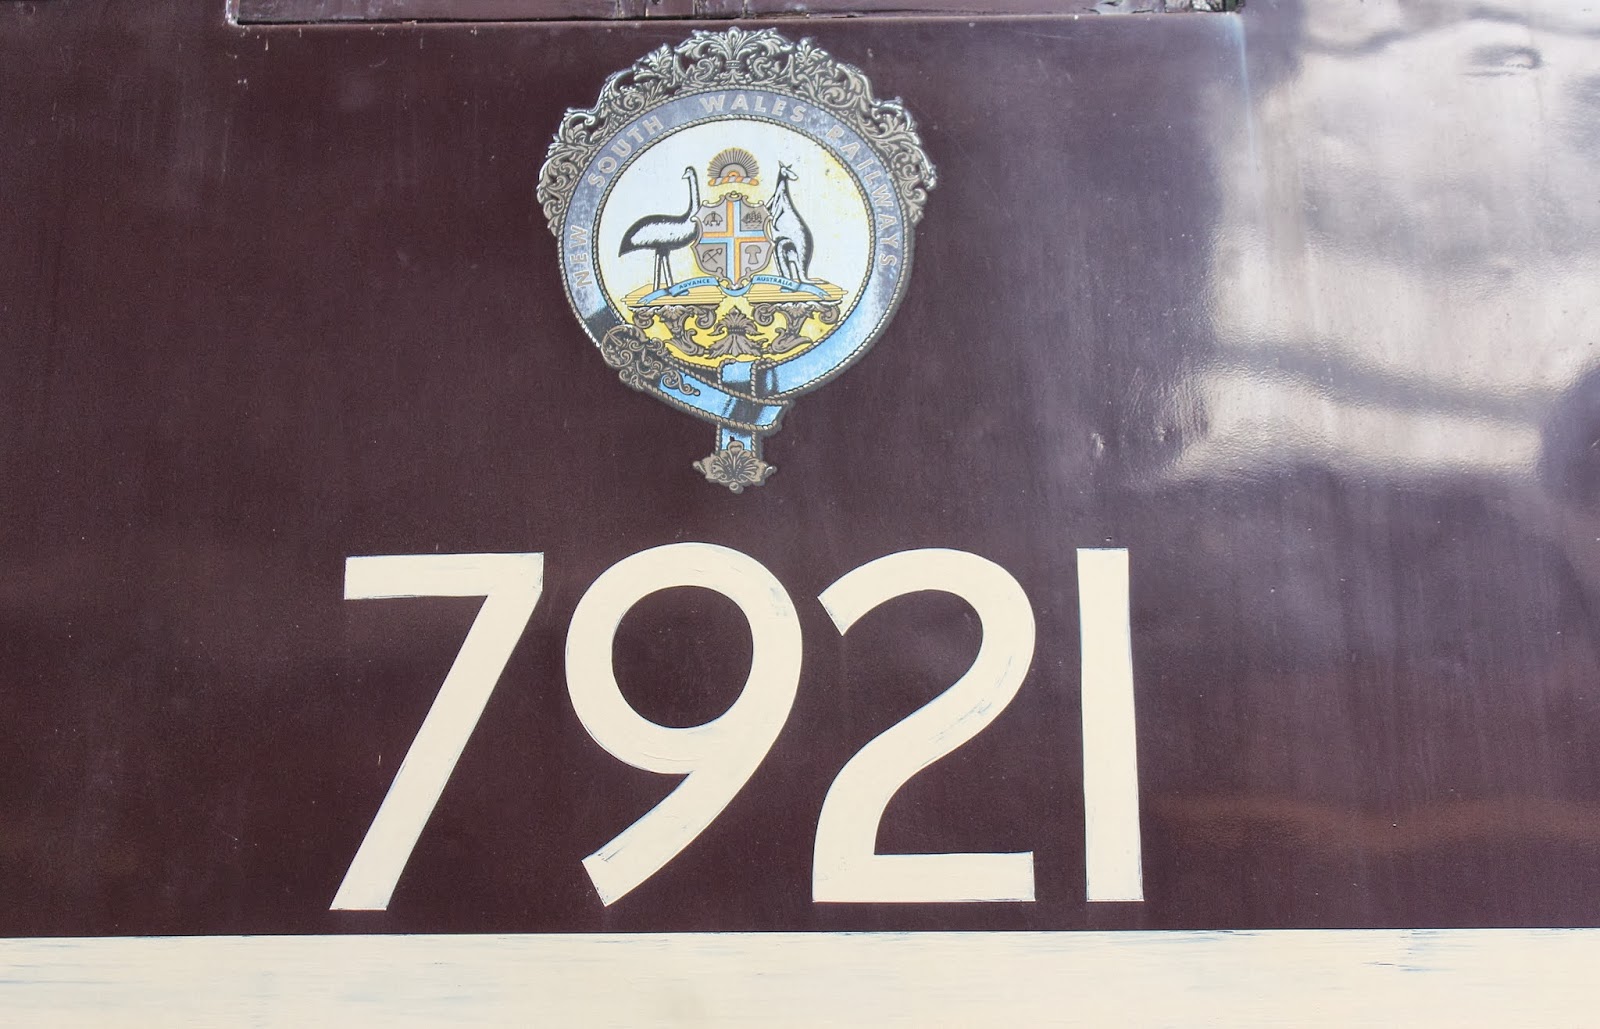 NEW SOUTH WALES RAILWAYS
ADVANCE AUSTRALIA
7921